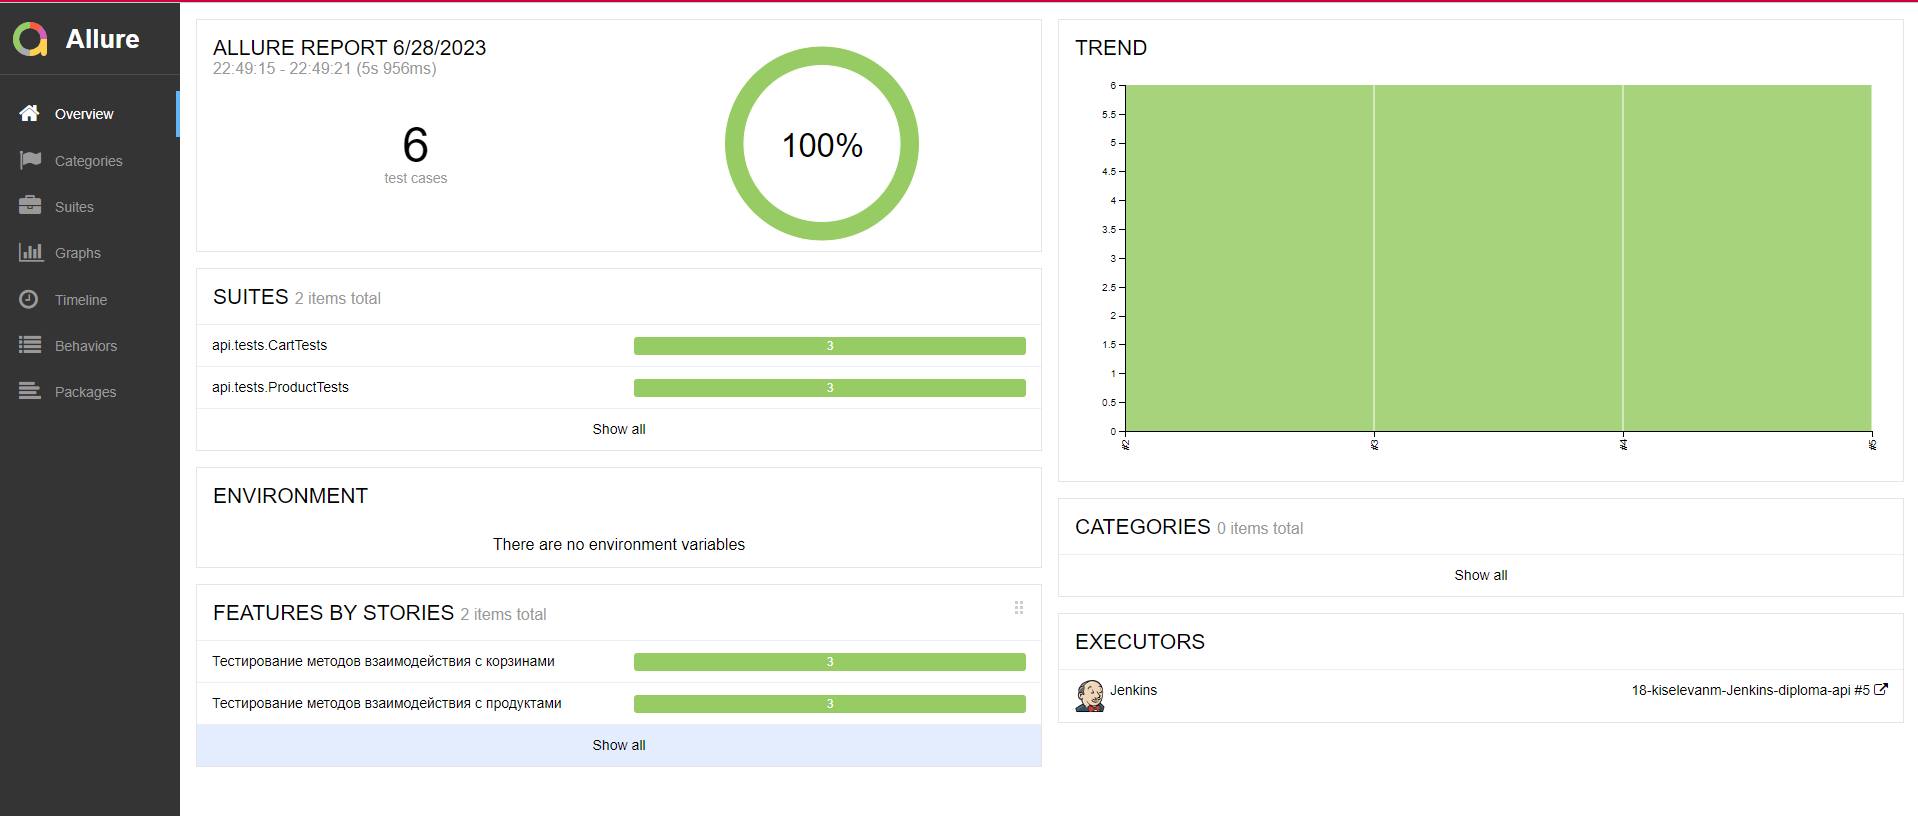 Allure
Overview
Categories
Suites
Graphs
Timeline
Behaviors
Packages
ALLURE REPORT 6/28/2023
22:49:15 - 22:49:21 (5s 956ms)
6
test cases
100%
SUITES 2 items total
api.tests.CartTests 3
api.tests.ProductTests 3
Show all
ENVIRONMENT
There are no environment variables
FEATURES BY STORIES 2 items total
Тестирование методов взаимодействия с корзинами 3
Тестирование методов взаимодействия с продуктами 3
Show all
TREND
6
5.5
5
4.5
4
3.5
3
2.5
2
1.5
1
0.5
0
#2 #3 #4 #5
CATEGORIES 0 items total
Show all
EXECUTORS
Jenkins 18-kiselevanm-Jenkins-diploma-api #5